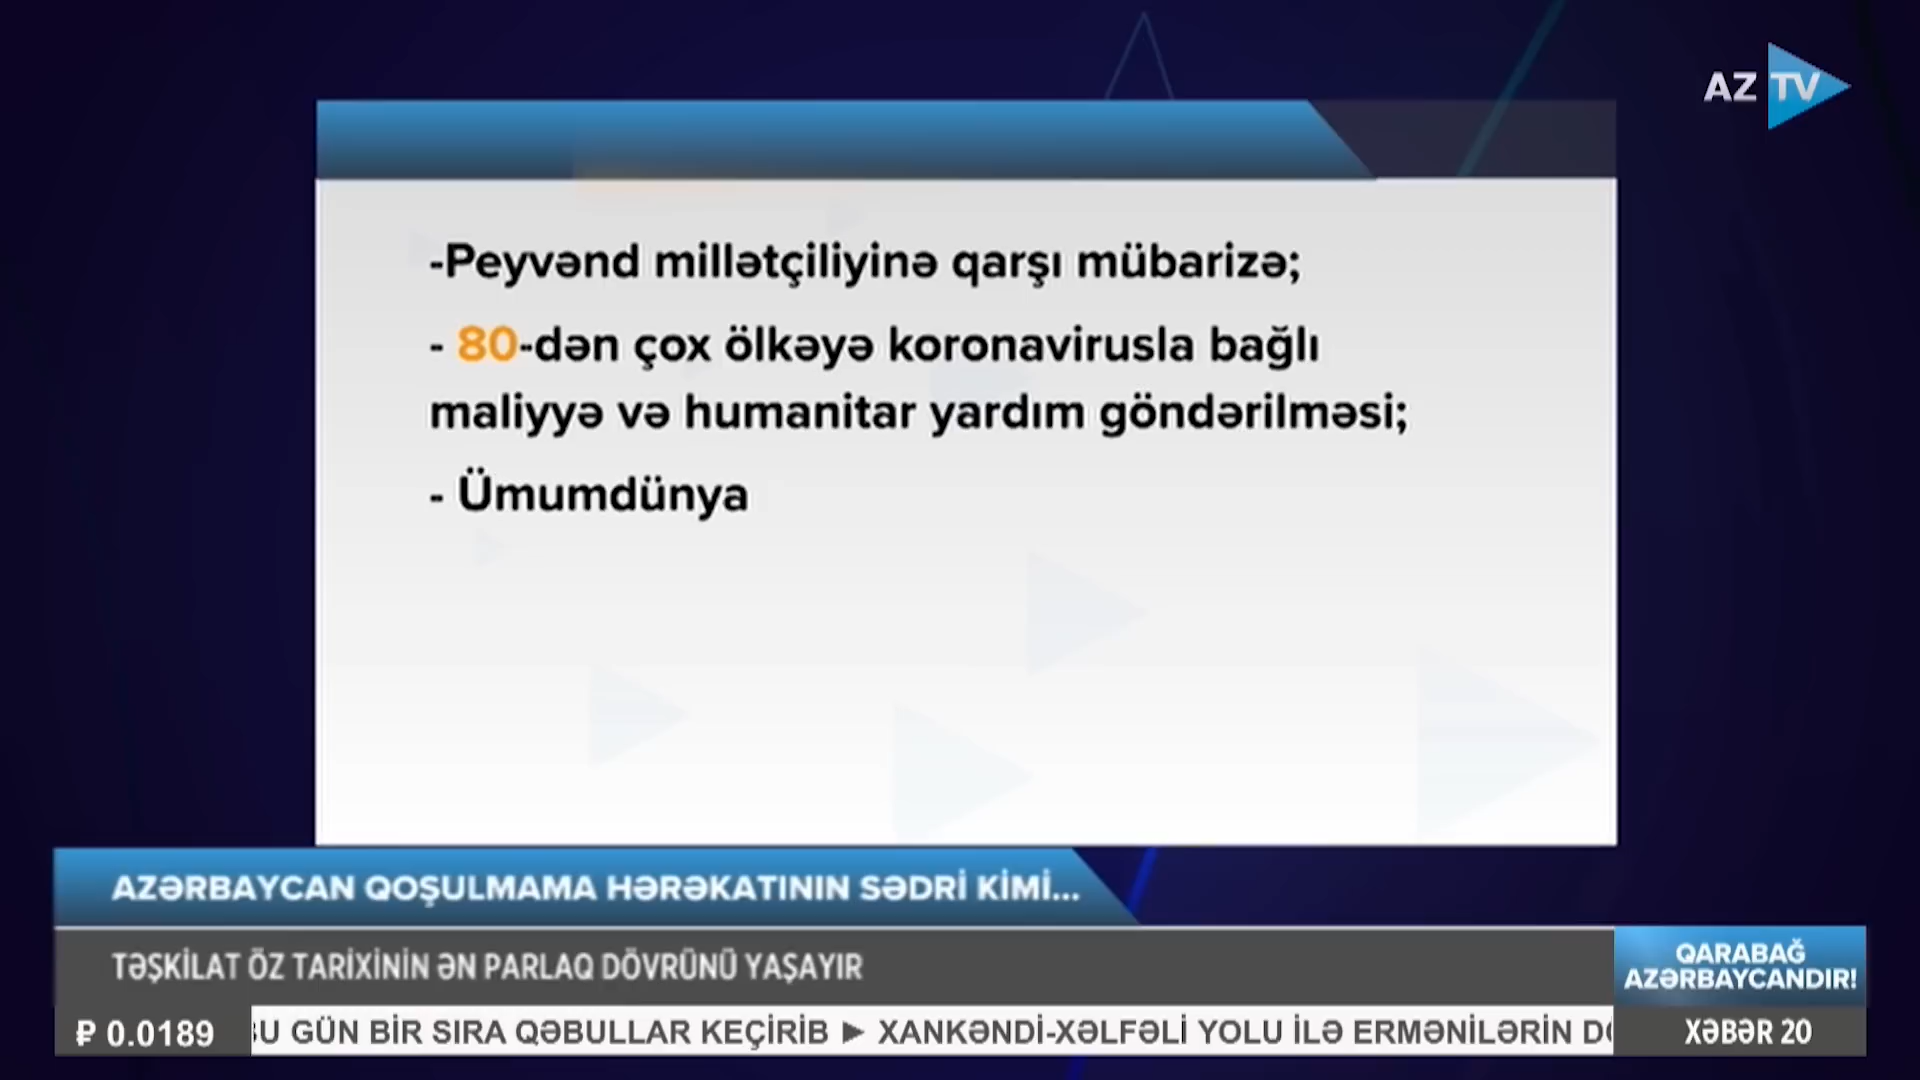 AZ TV
-Peyvənd millətçiliyinə qarşı mübarizə;
- 80-dən çox ölkəyə koronavirusla bağlı
maliyyə və humanitar yardım göndərilməsi;
- Ümumdünya
AZƏRBAYCAN QOŞULMAMA HƏRƏKATININ SƏDRİ KİMİ...
TƏŞKİLAT ÖZ TARİXİNİN ƏN PARLAQ DÖVRÜNÜ YAŞAYIR
QARABAĞ
AZƏRBAYCANDIR!
₽ 0.0189
BU GÜN BİR SIRA QƏBULLAR KEÇİRİB ► XANKƏNDİ-XƏLFƏLİ YOLU İLƏ ERMƏNİLƏRİN
XƏBƏR 20